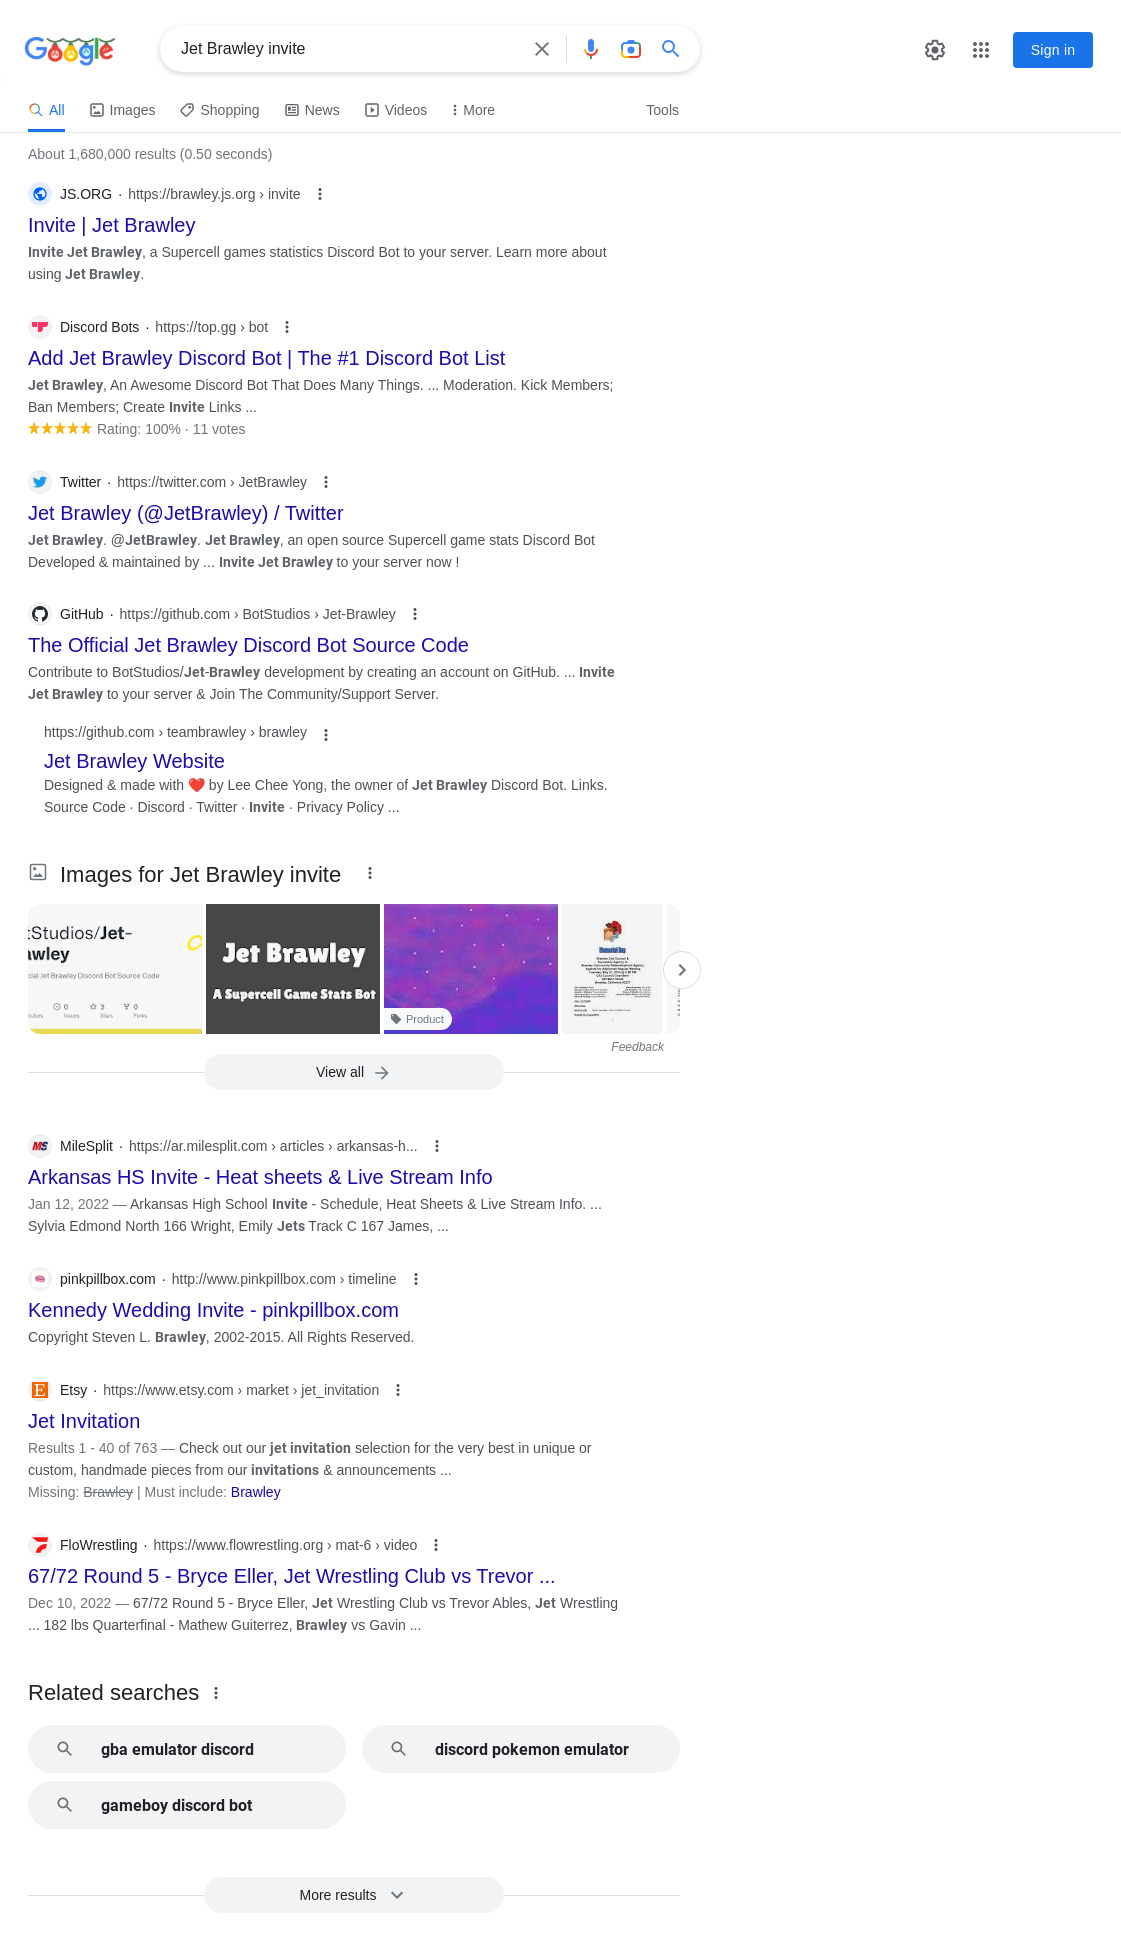 Google
Jet Brawley invite
Sign in
All
Images
Shopping
News
Videos
More
Tools
About 1,680,000 results (0.50 seconds)
JS.ORG · https://brawley.js.org › invite
Invite | Jet Brawley
Invite Jet Brawley, a Supercell games statistics Discord Bot to your server. Learn more about
using Jet Brawley.
Discord Bots · https://top.gg › bot
Add Jet Brawley Discord Bot | The #1 Discord Bot List
Jet Brawley, An Awesome Discord Bot That Does Many Things. ... Moderation. Kick Members;
Ban Members; Create Invite Links ...
Rating: 100% · 11 votes
Twitter · https://twitter.com › JetBrawley
Jet Brawley (@JetBrawley) / Twitter
Jet Brawley. @JetBrawley. Jet Brawley, an open source Supercell game stats Discord Bot
Developed & maintained by ... Invite Jet Brawley to your server now !
GitHub · https://github.com › BotStudios › Jet-Brawley
The Official Jet Brawley Discord Bot Source Code
Contribute to BotStudios/Jet-Brawley development by creating an account on GitHub. ... Invite
Jet Brawley to your server & Join The Community/Support Server.
https://github.com › teambrawley › brawley
Jet Brawley Website
Designed & made with ❤️ by Lee Chee Yong, the owner of Jet Brawley Discord Bot. Links.
Source Code · Discord · Twitter · Invite · Privacy Policy ...
Images for Jet Brawley invite
tStudios/Jet-
awley
cial Jet Brawley Discord Bot Source Code
0
3
0
Issues
Stars
Forks
Jet Brawley
A Supercell Game Stats Bot
Product
Memorial Day
Feedback
View all
MileSplit · https://ar.milesplit.com › articles › arkansas-h...
Arkansas HS Invite - Heat sheets & Live Stream Info
Jan 12, 2022 — Arkansas High School Invite - Schedule, Heat Sheets & Live Stream Info. ...
Sylvia Edmond North 166 Wright, Emily Jets Track C 167 James, ...
pinkpillbox.com · http://www.pinkpillbox.com › timeline
Kennedy Wedding Invite - pinkpillbox.com
Copyright Steven L. Brawley, 2002-2015. All Rights Reserved.
Etsy · https://www.etsy.com › market › jet_invitation
Jet Invitation
Results 1 - 40 of 763 — Check out our jet invitation selection for the very best in unique or
custom, handmade pieces from our invitations & announcements ...
Missing: Brawley | Must include: Brawley
FloWrestling · https://www.flowrestling.org › mat-6 › video
67/72 Round 5 - Bryce Eller, Jet Wrestling Club vs Trevor ...
Dec 10, 2022 — 67/72 Round 5 - Bryce Eller, Jet Wrestling Club vs Trevor Ables, Jet Wrestling
... 182 lbs Quarterfinal - Mathew Guiterrez, Brawley vs Gavin ...
Related searches
gba emulator discord
discord pokemon emulator
gameboy discord bot
More results